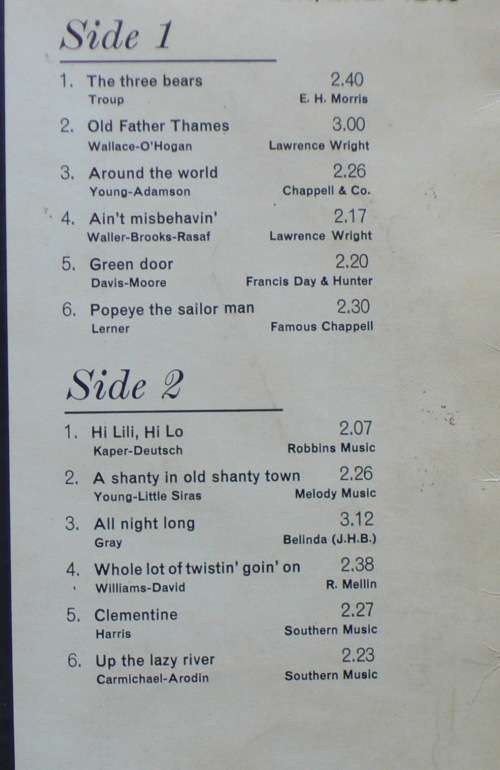 Side 1
1. The three bears 2.40
Troup E. H. Morris
2. Old Father Thames 3.00
Wallace-O'Hogan Lawrence Wright
3. Around the world 2.26
Young-Adamson Chappell & Co.
4. Ain't misbehavin' 2.17
Waller-Brooks-Rasaf Lawrence Wright
5. Green door 2.20
Davis-Moore Francis Day & Hunter
6. Popeye the sailor man 2.30
Lerner Famous Chappell
Side 2
1. Hi Lili, Hi Lo 2.07
Kaper-Deutsch Robbins Music
2. A shanty in old shanty town 2.26
Young-Little Siras Melody Music
3. All night long 3.12
Gray Belinda (J.H.B.)
4. Whole lot of twistin' goin' on 2.38
Williams-David R. Mellin
5. Clementine 2.27
Harris Southern Music
6. Up the lazy river 2.23
Carmichael-Arodin Southern Music